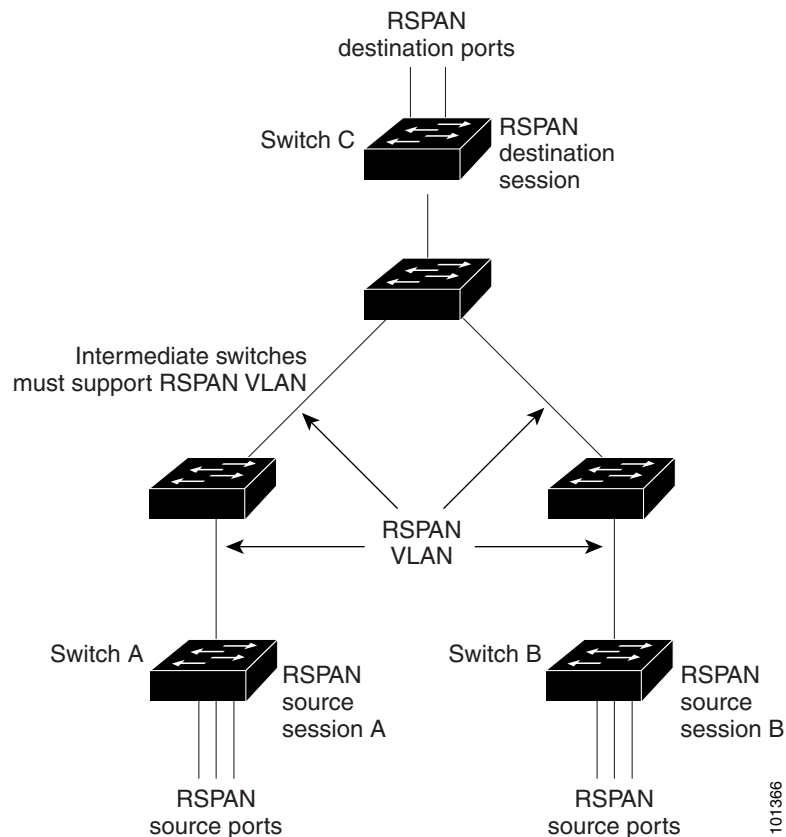 RSPAN
destination ports
Switch C
RSPAN
destination
session
Intermediate switches
must support RSPAN VLAN
RSPAN
VLAN
Switch A
RSPAN
source
session A
Switch B
RSPAN
source
session B
RSPAN
source ports
RSPAN
source ports
101366